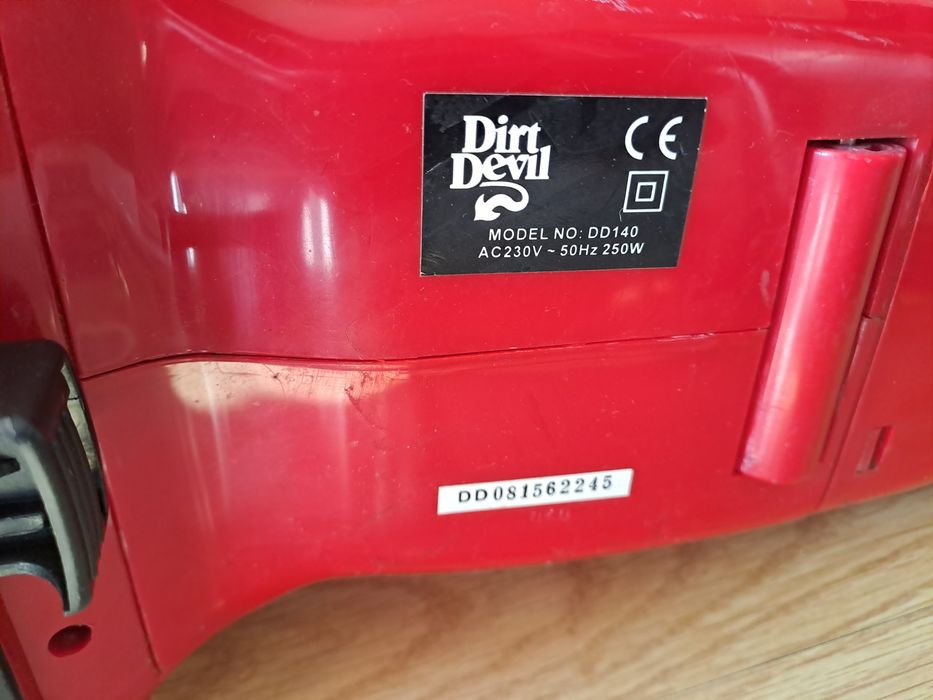 Dirt
Devil
CE
MODEL NO: DD140
AC230V ~ 50Hz 250W
DD081562245